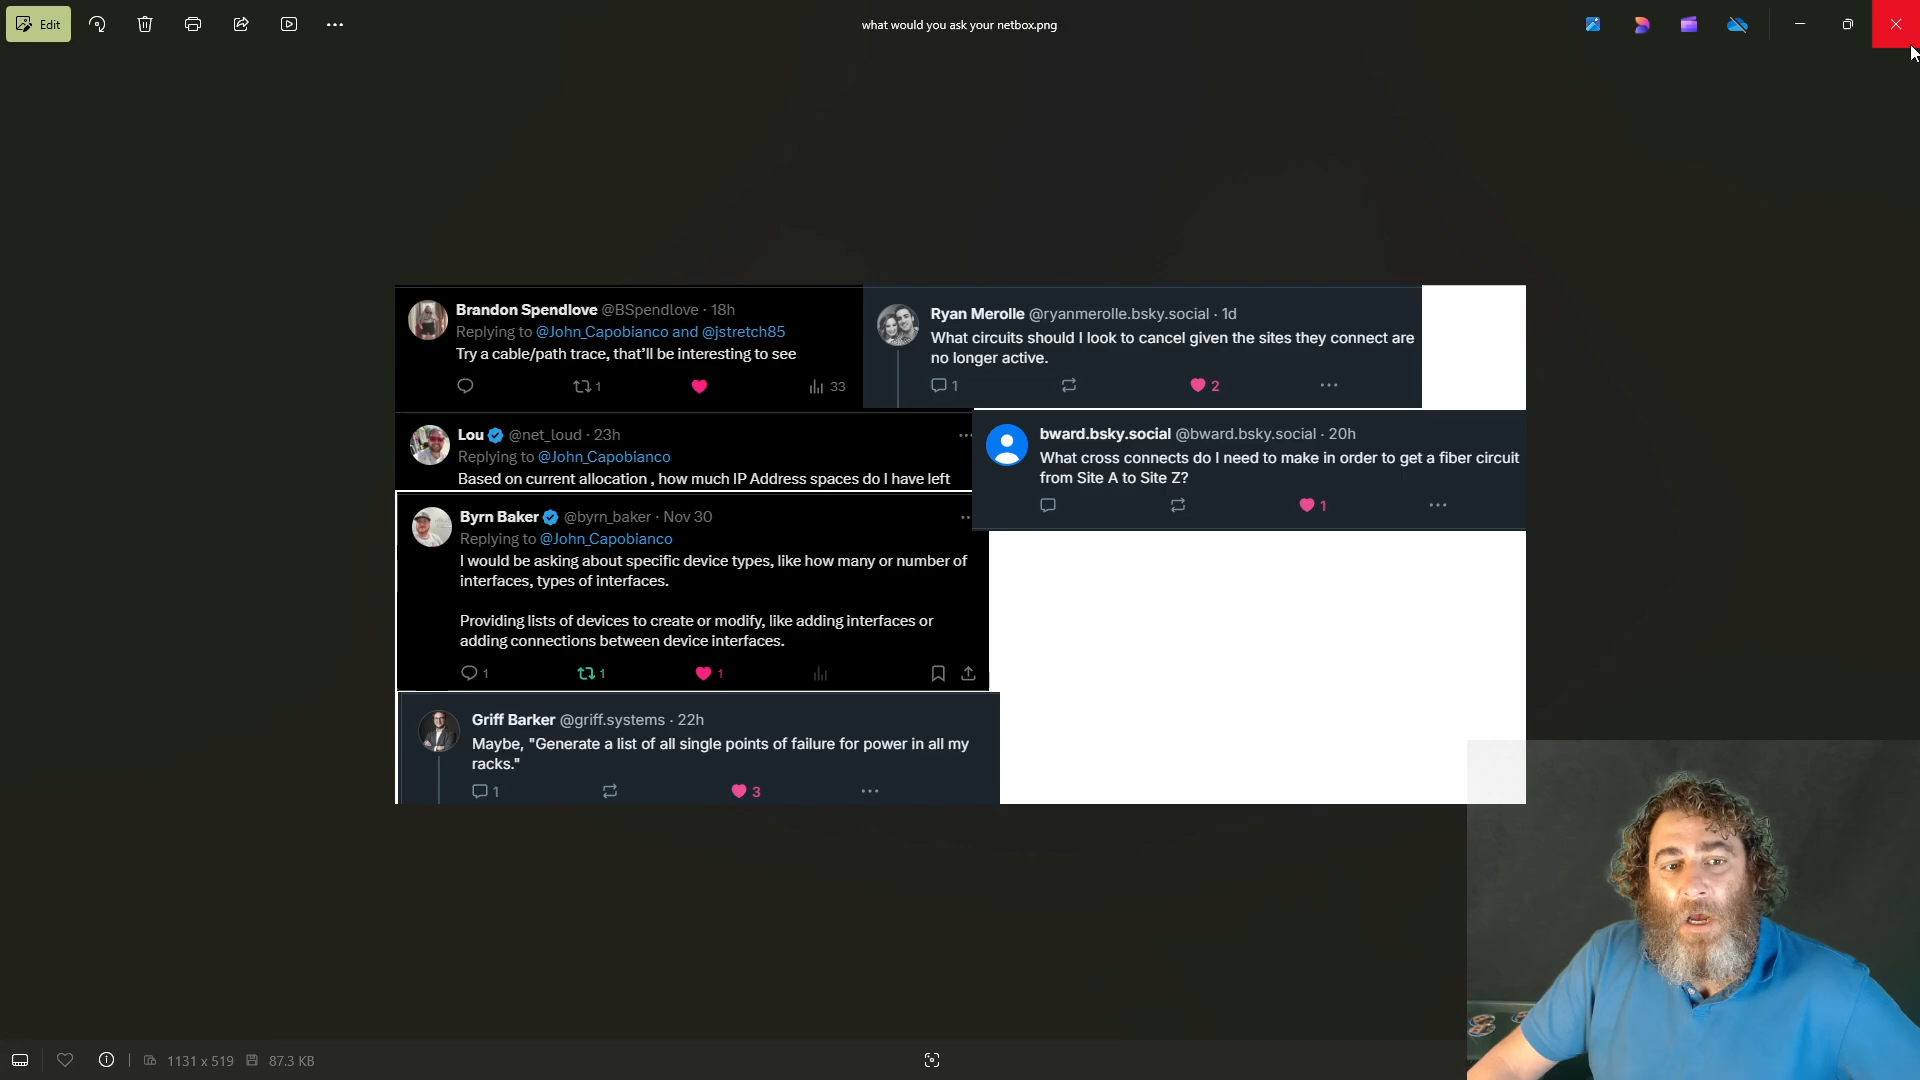 Edit
what would you ask your netbox.png
Brandon Spendlove @BSpendlove · 18h
Replying to @John_Capobianco and @jstretch85
Try a cable/path trace, that'll be interesting to see
1
33
Ryan Merolle @ryanmerolle.bsky.social · 1d
What circuits should I look to cancel given the sites they connect are
no longer active.
1
2
Lou @net_loud · 23h
Replying to @John_Capobianco
Based on current allocation , how much IP Address spaces do I have left
bward.bsky.social @bward.bsky.social · 20h
What cross connects do I need to make in order to get a fiber circuit
from Site A to Site Z?
1
Byrn Baker @byrn_baker · Nov 30
Replying to @John_Capobianco
I would be asking about specific device types, like how many or number of
interfaces, types of interfaces.
Providing lists of devices to create or modify, like adding interfaces or
adding connections between device interfaces.
1
1
1
Griff Barker @griff.systems · 22h
Maybe, "Generate a list of all single points of failure for power in all my
racks."
1
3
1131 x 519
87.3 KB